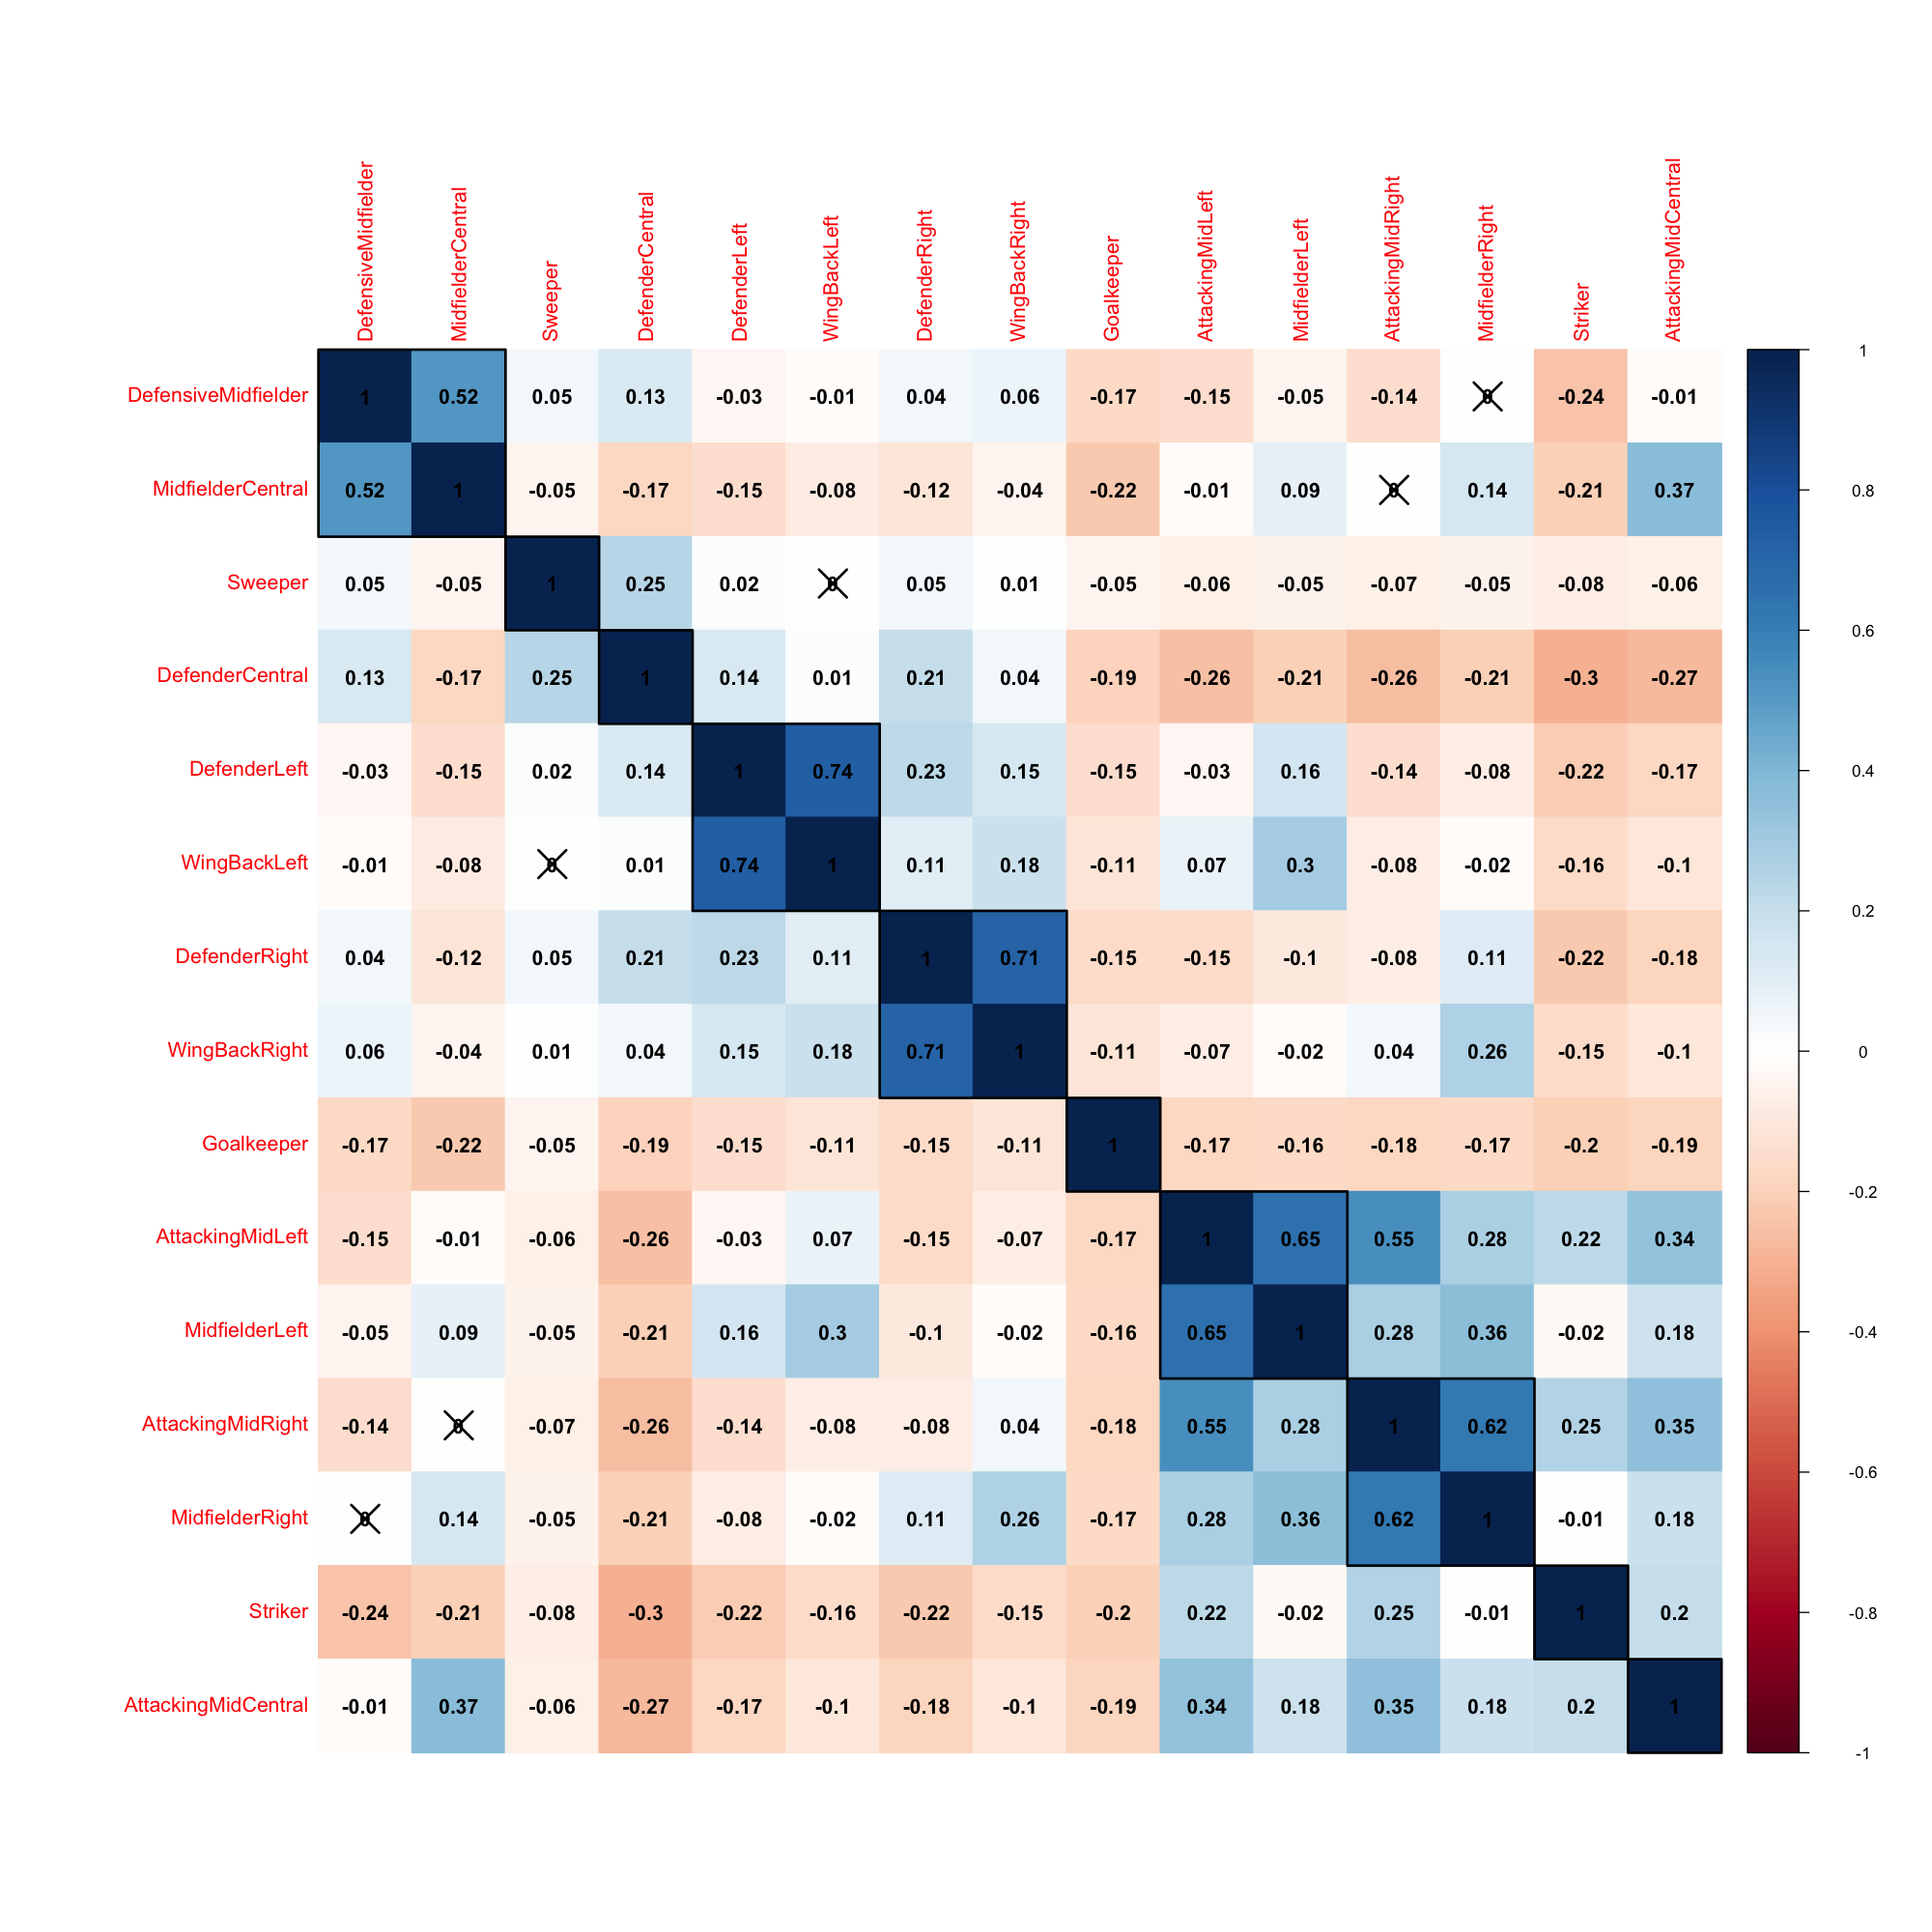 DefensiveMidfielder MidfielderCentral Sweeper DefenderCentral DefenderLeft WingBackLeft DefenderRight WingBackRight Goalkeeper AttackingMidLeft MidfielderLeft AttackingMidRight MidfielderRight Striker AttackingMidCentral
DefensiveMidfielder 1 0.52 0.05 0.13 -0.03 -0.01 0.04 0.06 -0.17 -0.15 -0.05 -0.14 0 -0.24 -0.01
MidfielderCentral 0.52 1 -0.05 -0.17 -0.15 -0.08 -0.12 -0.04 -0.22 -0.01 0.09 0 0.14 -0.21 0.37
Sweeper 0.05 -0.05 1 0.25 0.02 0 0.05 0.01 -0.05 -0.06 -0.05 -0.07 -0.05 -0.08 -0.06
DefenderCentral 0.13 -0.17 0.25 1 0.14 0.01 0.21 0.04 -0.19 -0.26 -0.21 -0.26 -0.21 -0.3 -0.27
DefenderLeft -0.03 -0.15 0.02 0.14 1 0.74 0.23 0.15 -0.15 -0.03 0.16 -0.14 -0.08 -0.22 -0.17
WingBackLeft -0.01 -0.08 0 0.01 0.74 1 0.11 0.18 -0.11 0.07 0.3 -0.08 -0.02 -0.16 -0.1
DefenderRight 0.04 -0.12 0.05 0.21 0.23 0.11 1 0.71 -0.15 -0.15 -0.1 -0.08 0.11 -0.22 -0.18
WingBackRight 0.06 -0.04 0.01 0.04 0.15 0.18 0.71 1 -0.11 -0.07 -0.02 0.04 0.26 -0.15 -0.1
Goalkeeper -0.17 -0.22 -0.05 -0.19 -0.15 -0.11 -0.15 -0.11 1 -0.17 -0.16 -0.18 -0.17 -0.2 -0.19
AttackingMidLeft -0.15 -0.01 -0.06 -0.26 -0.03 0.07 -0.15 -0.07 -0.17 1 0.65 0.55 0.28 0.22 0.34
MidfielderLeft -0.05 0.09 -0.05 -0.21 0.16 0.3 -0.1 -0.02 -0.16 0.65 1 0.28 0.36 -0.02 0.18
AttackingMidRight -0.14 0 -0.07 -0.26 -0.14 -0.08 -0.08 0.04 -0.18 0.55 0.28 1 0.62 0.25 0.35
MidfielderRight 0 0.14 -0.05 -0.21 -0.08 -0.02 0.11 0.26 -0.17 0.28 0.36 0.62 1 -0.01 0.18
Striker -0.24 -0.21 -0.08 -0.3 -0.22 -0.16 -0.22 -0.15 -0.2 0.22 -0.02 0.25 -0.01 1 0.2
AttackingMidCentral -0.01 0.37 -0.06 -0.27 -0.17 -0.1 -0.18 -0.1 -0.19 0.34 0.18 0.35 0.18 0.2 1
1
0.8
0.6
0.4
0.2
0
-0.2
-0.4
-0.6
-0.8
-1